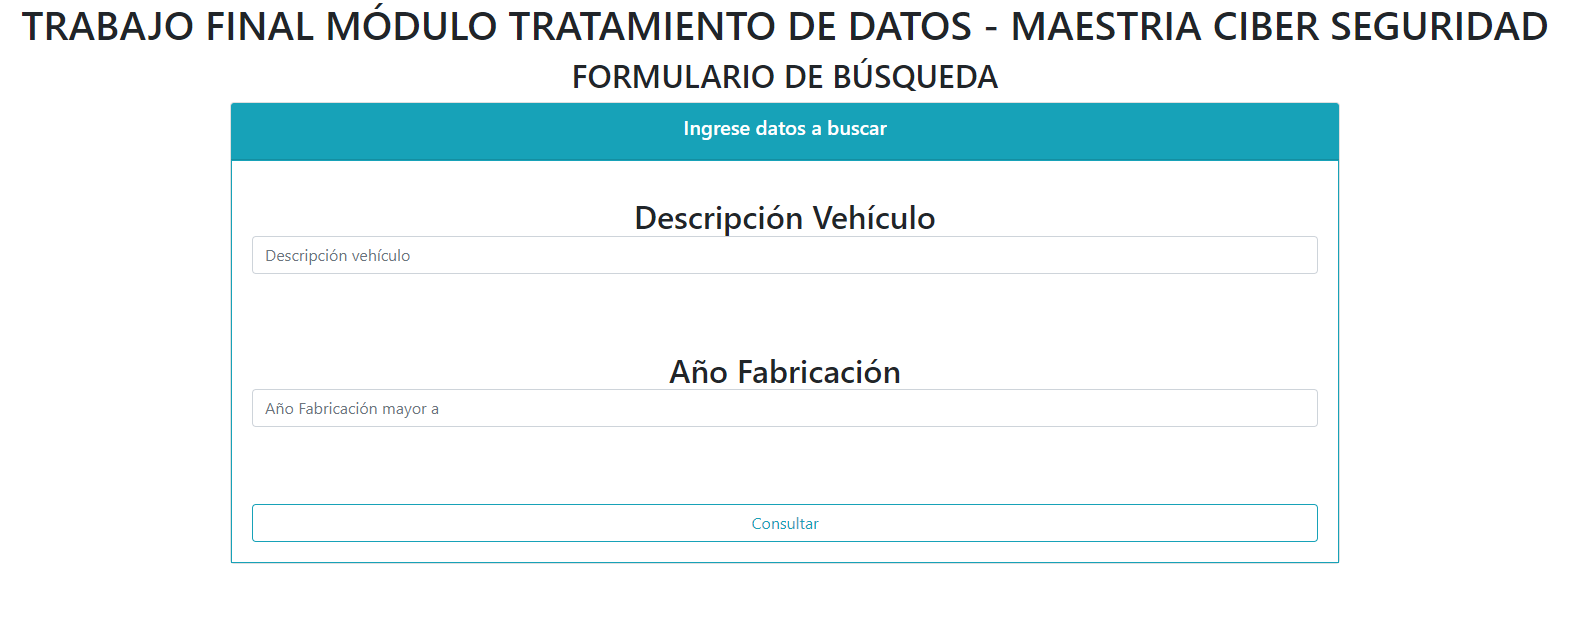 TRABAJO FINAL MÓDULO TRATAMIENTO DE DATOS - MAESTRIA CIBER SEGURIDAD
FORMULARIO DE BÚSQUEDA
Ingrese datos a buscar
Descripción Vehículo
Descripción vehículo
Año Fabricación
Año Fabricación mayor a
Consultar